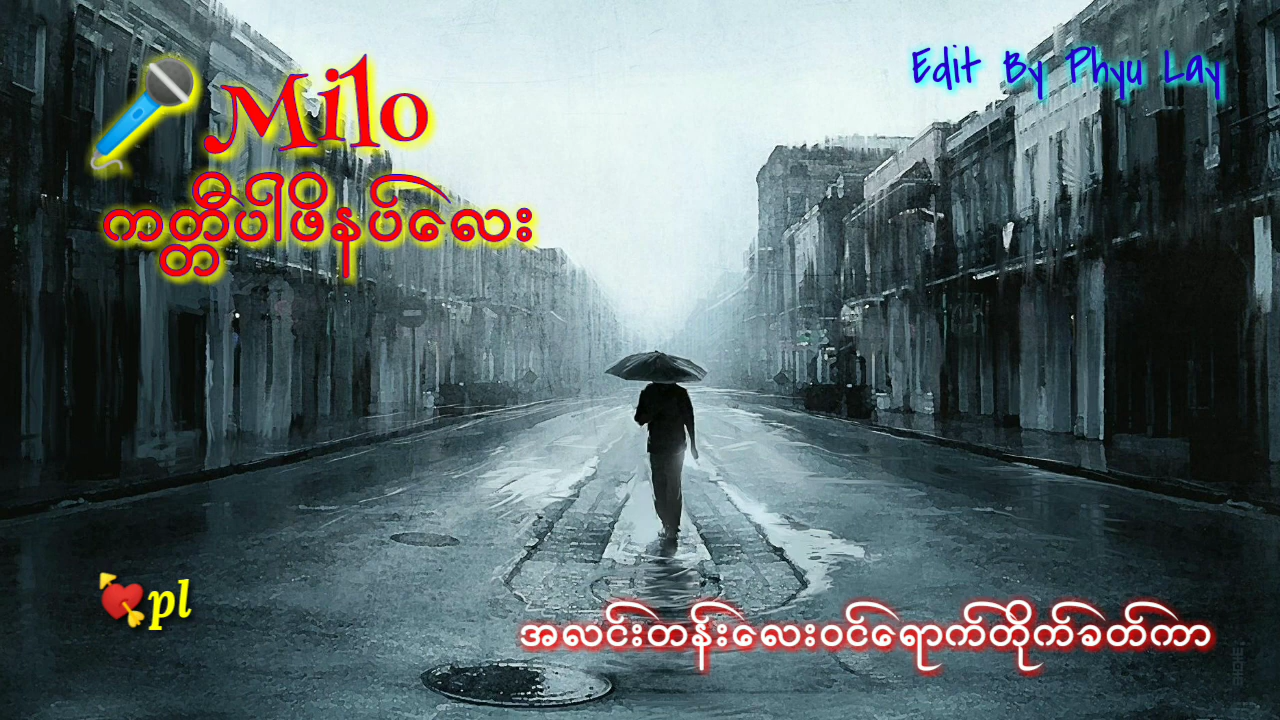 🎤 Milo
Edit By Phyu Lay
ကတ္တီပါဖိနပ်လေး
💘pl
အလင်းတန်းလေးဝင်ရောက်တိုက်ခတ်ကာ